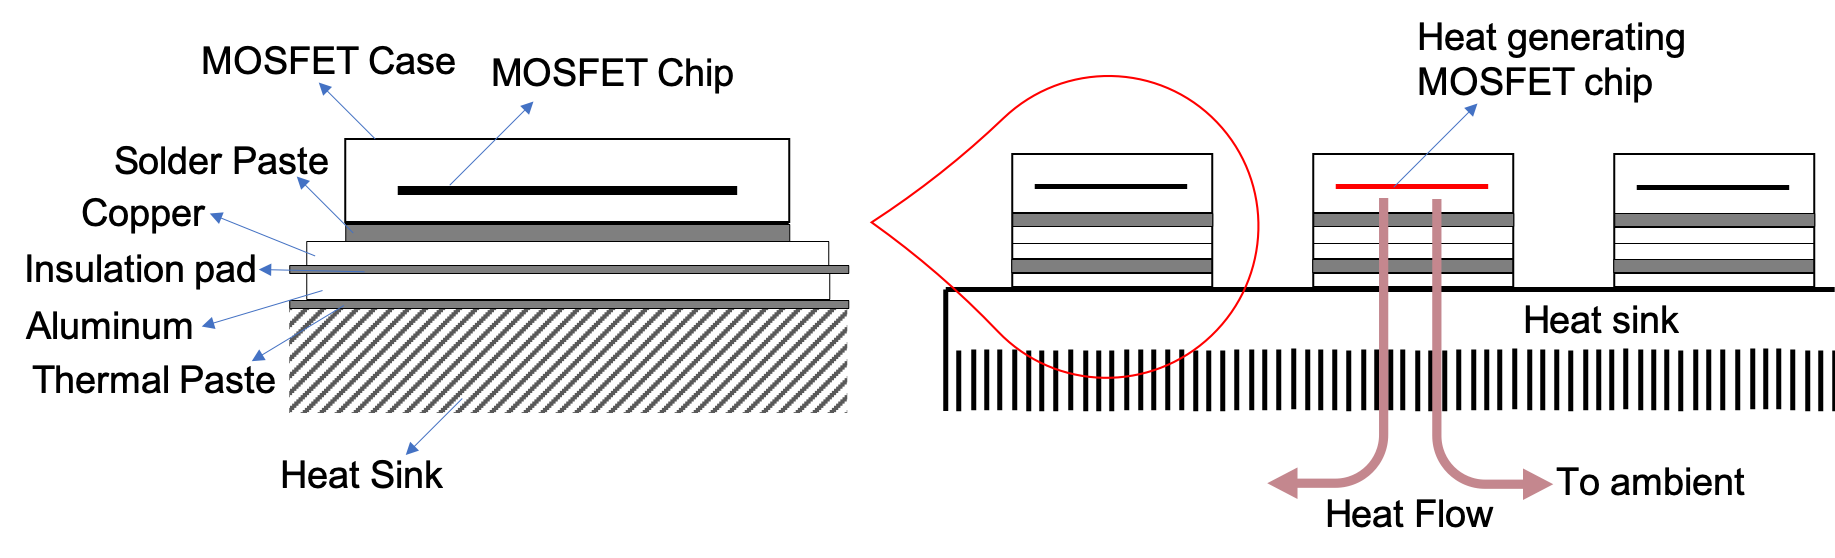 MOSFET Case
MOSFET Chip
Solder Paste
Copper
Insulation pad
Aluminum
Thermal Paste
Heat Sink
Heat generating
MOSFET chip
Heat sink
To ambient
Heat Flow